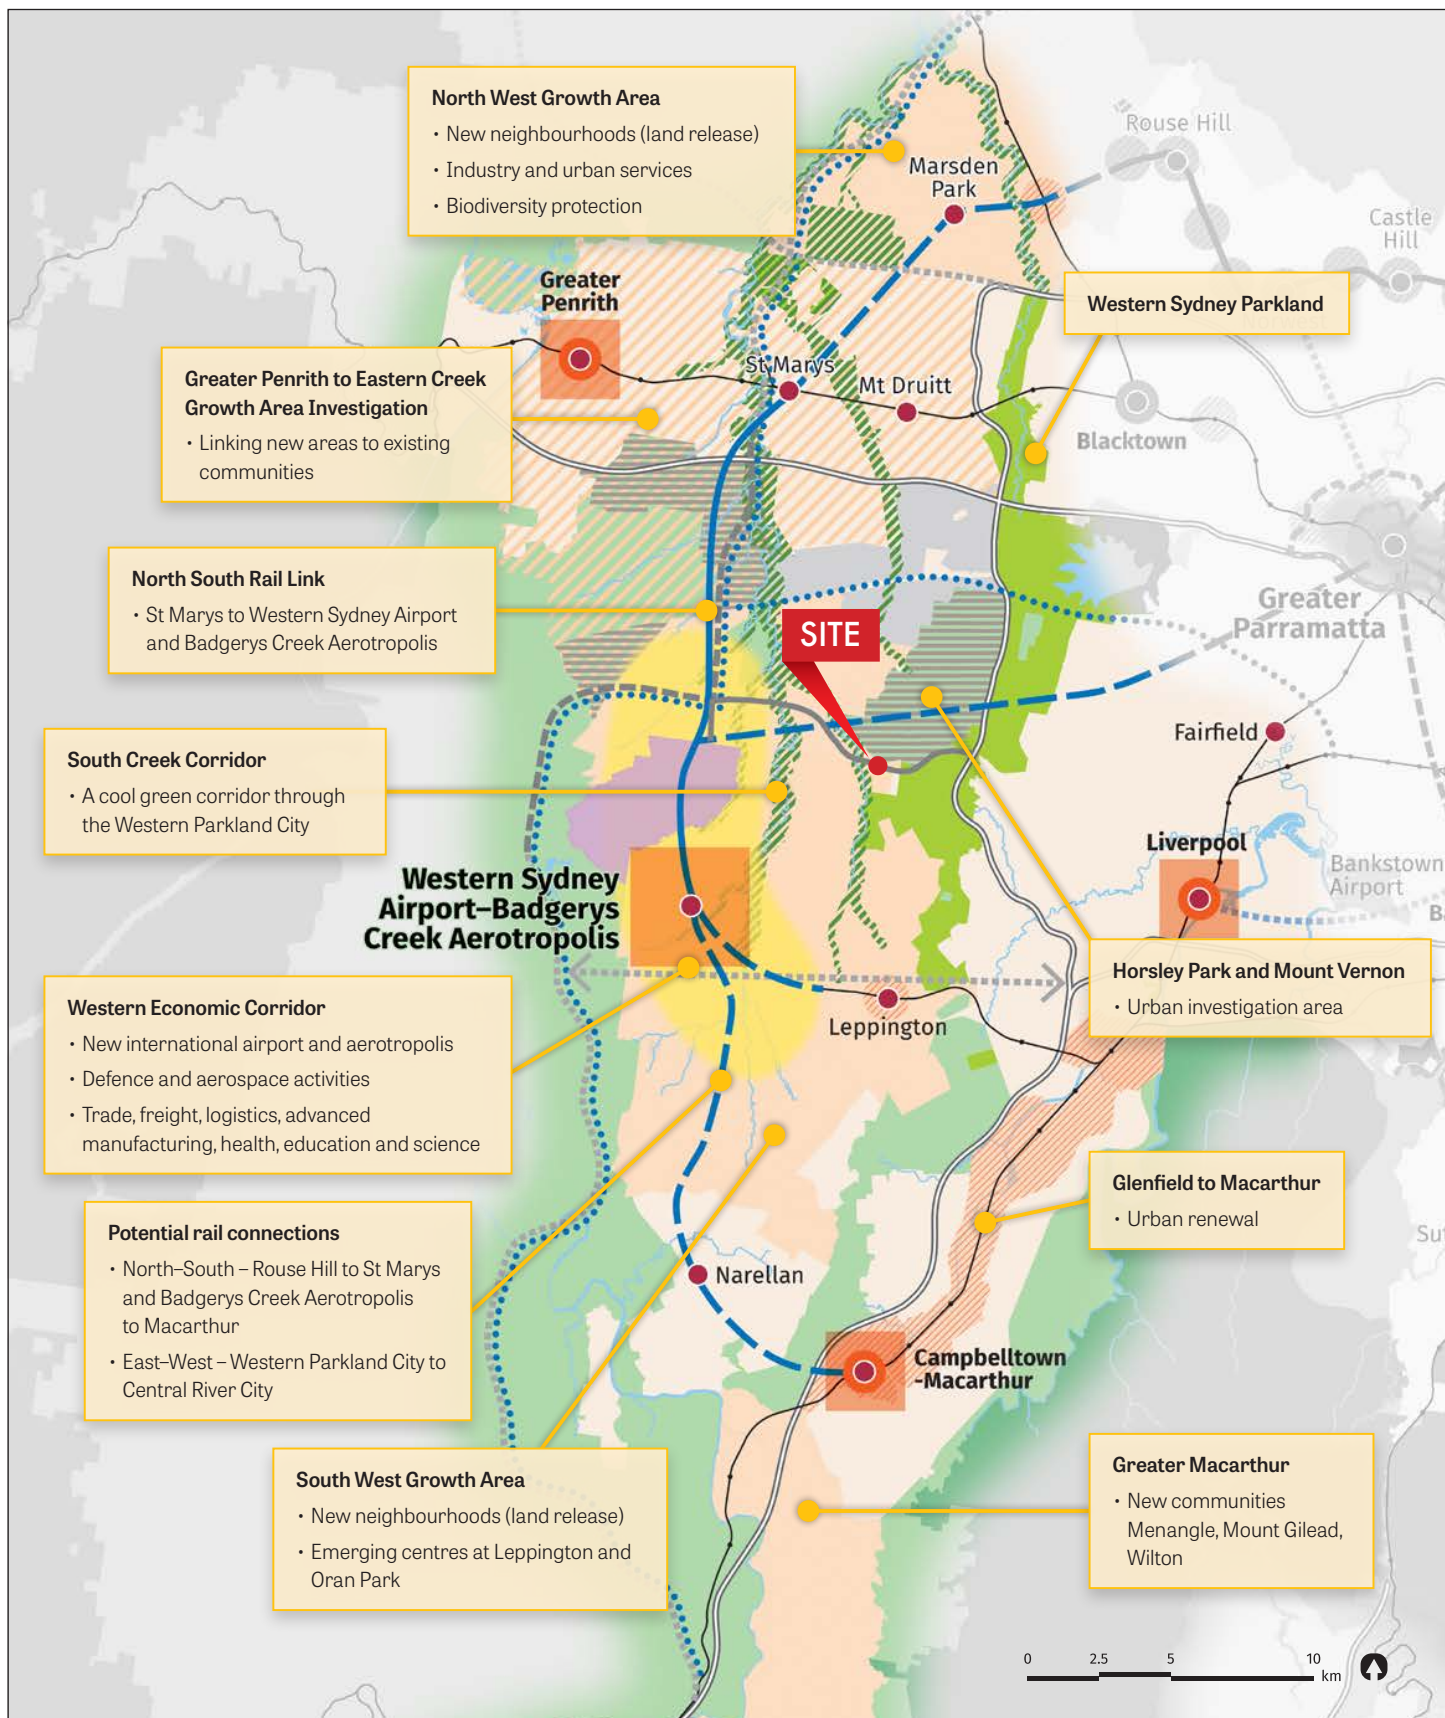 North West Growth Area
• New neighbourhoods (land release)
• Industry and urban services
• Biodiversity protection
Rouse Hill
Marsden
Park
Castle
Hill
Greater
Penrith
Western Sydney Parkland
Greater Penrith to Eastern Creek
Growth Area Investigation
• Linking new areas to existing
communities
St Marys
Mt Druitt
Blacktown
North South Rail Link
• St Marys to Western Sydney Airport
and Badgerys Creek Aerotropolis
Greater
Parramatta
SITE
South Creek Corridor
• A cool green corridor through
the Western Parkland City
Fairfield
Liverpool
Bankstown
Airport
Western Sydney
Airport–Badgerys
Creek Aerotropolis
Horsley Park and Mount Vernon
• Urban investigation area
Western Economic Corridor
• New international airport and aerotropolis
• Defence and aerospace activities
• Trade, freight, logistics, advanced
manufacturing, health, education and science
Leppington
Glenfield to Macarthur
• Urban renewal
Potential rail connections
• North–South – Rouse Hill to St Marys
and Badgerys Creek Aerotropolis
to Macarthur
• East–West – Western Parkland City to
Central River City
Narellan
Campbelltown
-Macarthur
South West Growth Area
• New neighbourhoods (land release)
• Emerging centres at Leppington and
Oran Park
Greater Macarthur
• New communities
Menangle, Mount Gilead,
Wilton
0 2.5 5 10
km